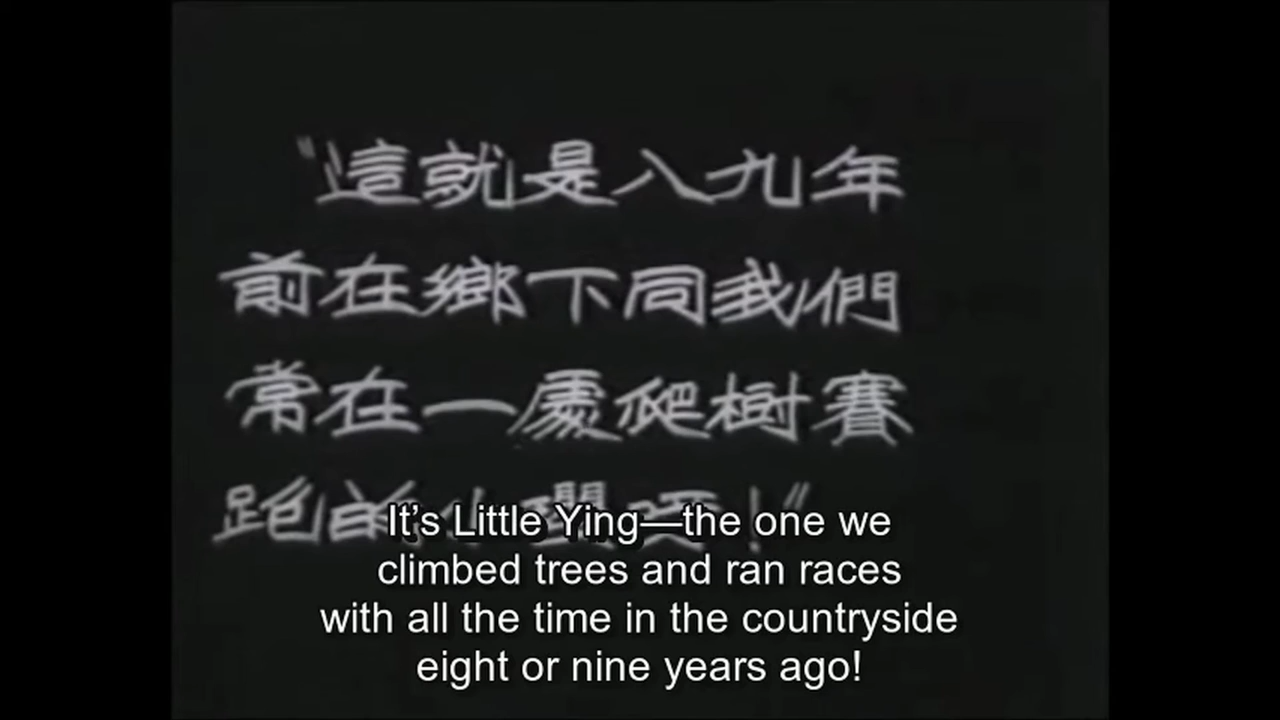 "這就是八九年
前在鄉下同我們
常在一處爬樹賽
跑的小！"
It's Little Ying—the one we
climbed trees and ran races
with all the time in the countryside
eight or nine years ago!